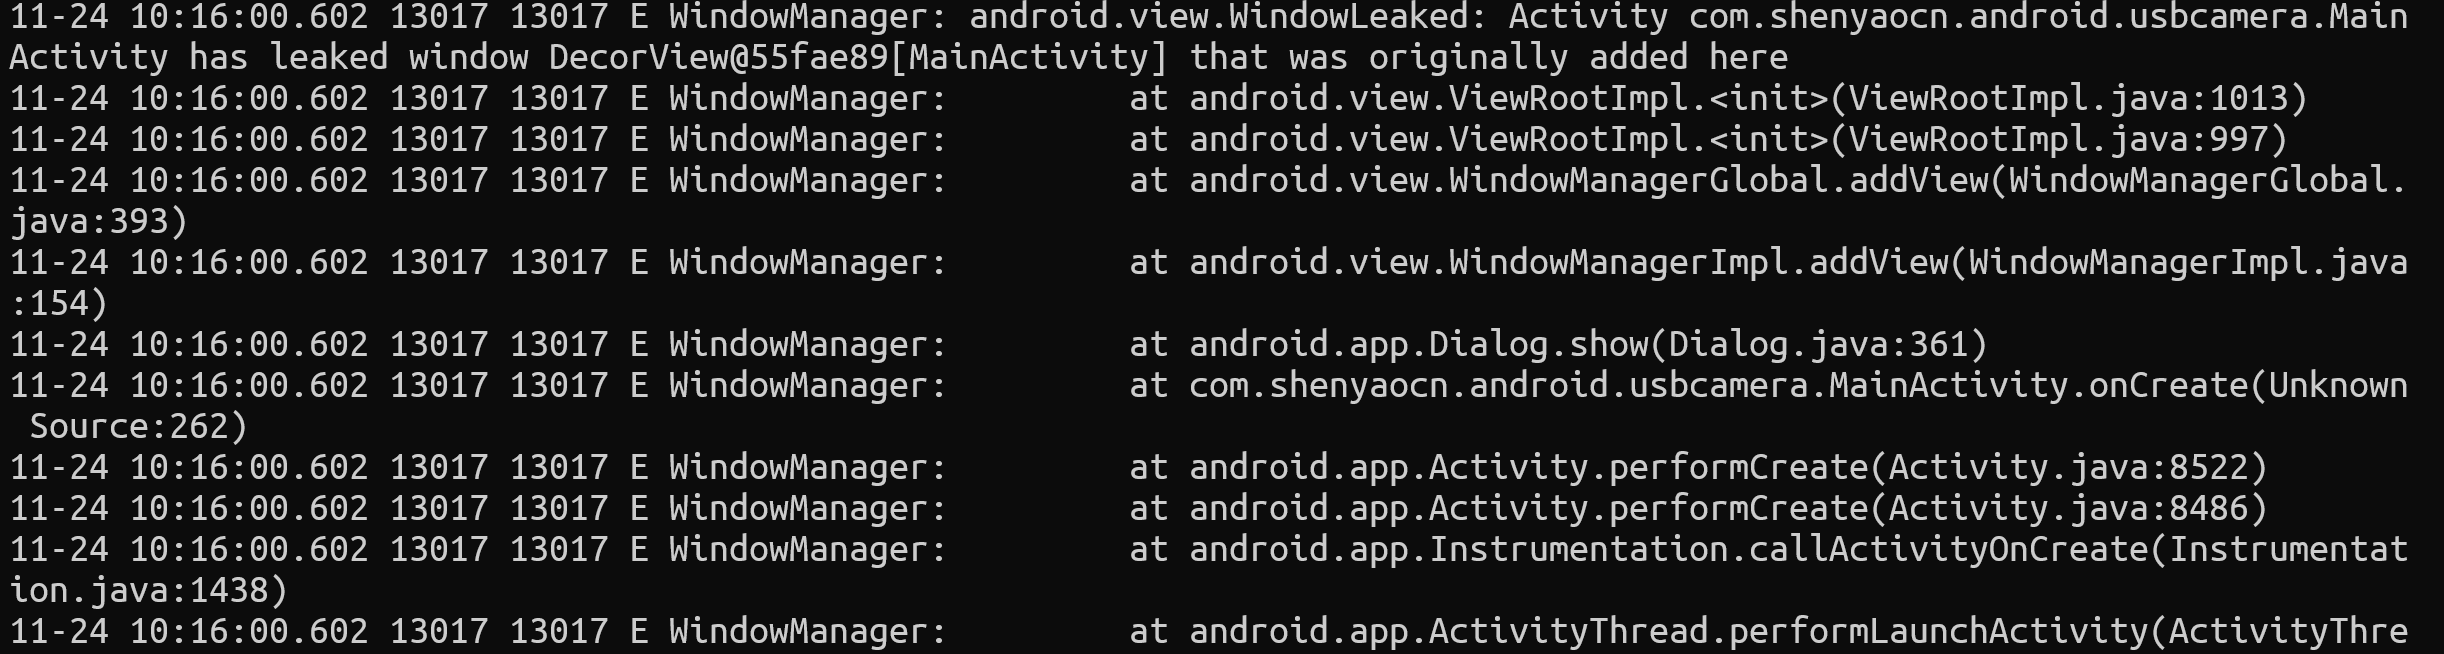 11-24 10:16:00.602 13017 13017 E WindowManager: android.view.WindowLeaked: Activity com.shenyaocn.android.usbcamera.Main
Activity has leaked window DecorView@55fae89[MainActivity] that was originally added here
11-24 10:16:00.602 13017 13017 E WindowManager:         at android.view.ViewRootImpl.<init>(ViewRootImpl.java:1013)
11-24 10:16:00.602 13017 13017 E WindowManager:         at android.view.ViewRootImpl.<init>(ViewRootImpl.java:997)
11-24 10:16:00.602 13017 13017 E WindowManager:         at android.view.WindowManagerGlobal.addView(WindowManagerGlobal.
java:393)
11-24 10:16:00.602 13017 13017 E WindowManager:         at android.view.WindowManagerImpl.addView(WindowManagerImpl.java
:154)
11-24 10:16:00.602 13017 13017 E WindowManager:         at android.app.Dialog.show(Dialog.java:361)
11-24 10:16:00.602 13017 13017 E WindowManager:         at com.shenyaocn.android.usbcamera.MainActivity.onCreate(Unknown
 Source:262)
11-24 10:16:00.602 13017 13017 E WindowManager:         at android.app.Activity.performCreate(Activity.java:8522)
11-24 10:16:00.602 13017 13017 E WindowManager:         at android.app.Activity.performCreate(Activity.java:8486)
11-24 10:16:00.602 13017 13017 E WindowManager:         at android.app.Instrumentation.callActivityOnCreate(Instrumentat
ion.java:1438)
11-24 10:16:00.602 13017 13017 E WindowManager:         at android.app.ActivityThread.performLaunchActivity(ActivityThre